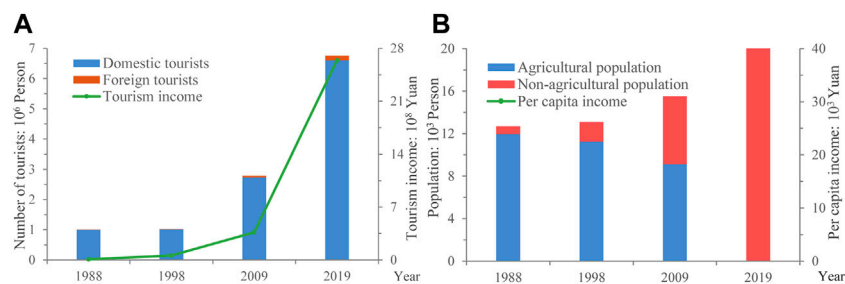 A
Number of tourists: 10⁶ Person
7
6
5
4
3
2
1
0
Domestic tourists
Foreign tourists
Tourism income
28
21
14
7
0
Tourism income: 10⁸ Yuan
1988
1998
2009
2019
Year
B
Population: 10³ Person
20
16
12
8
4
0
Agricultural population
Non-agricultural population
Per capita income
40
30
20
10
0
Per capita income: 10³ Yuan
1988
1998
2009
2019
Year